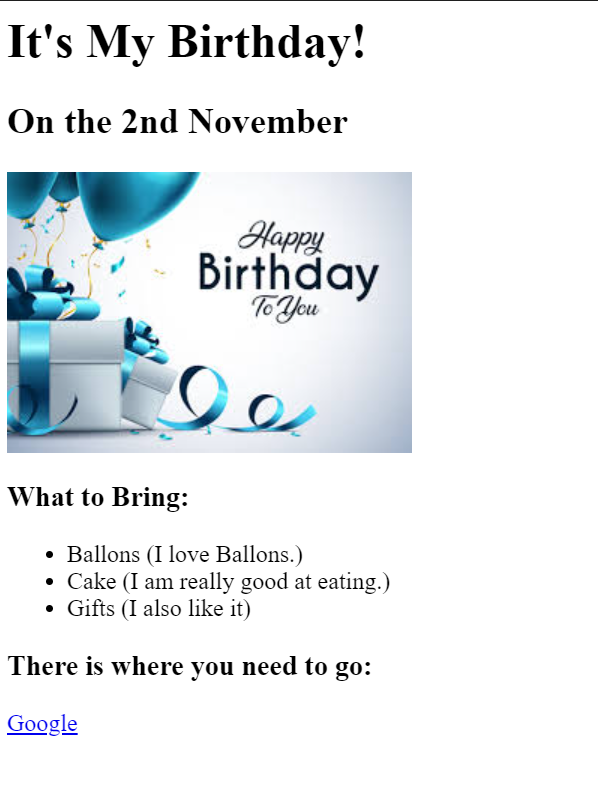 It's My Birthday!
On the 2nd November
Happy
Birthday
To You
What to Bring:
Ballons (I love Ballons.)
Cake (I am really good at eating.)
Gifts (I also like it)
There is where you need to go:
Google